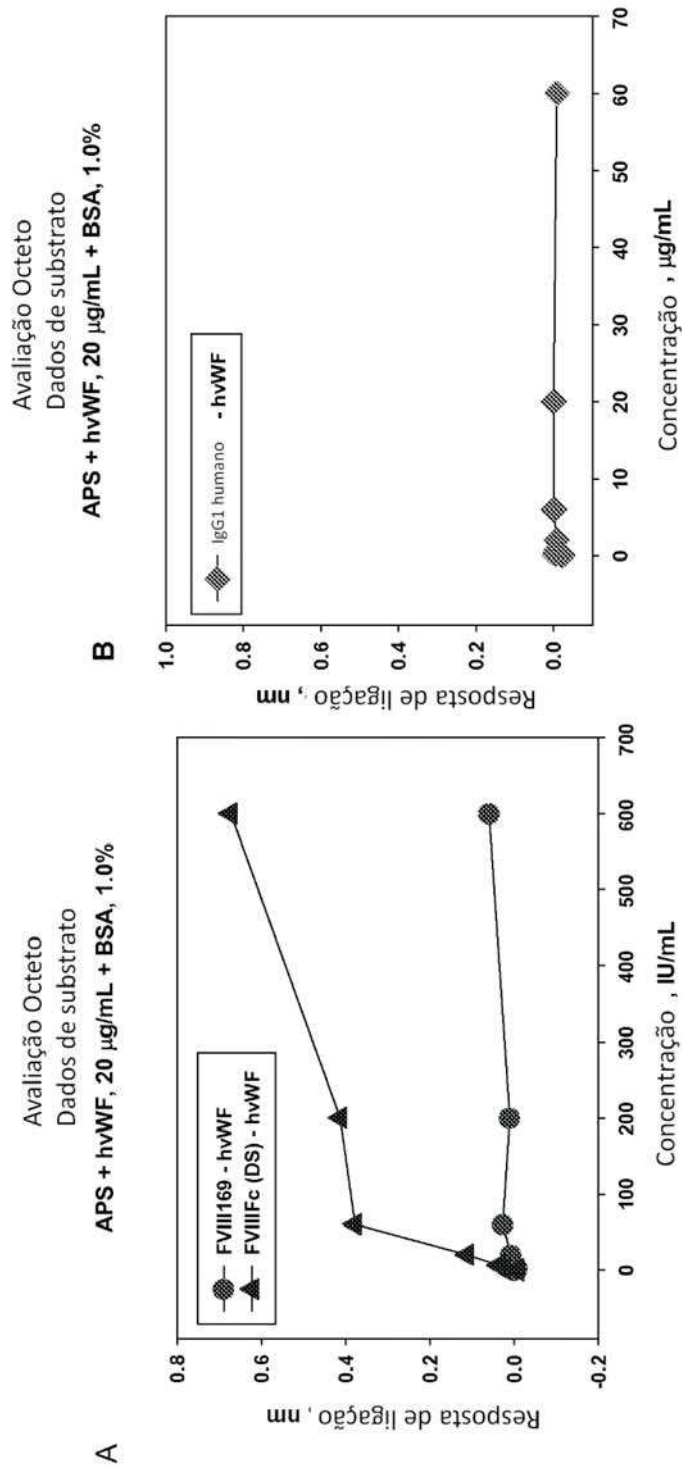 A
Avaliação Octeto
Dados de substrato
APS + hvWF, 20 µg/mL + BSA, 1.0%
Resposta de ligação , nm
0.8
0.6
0.4
0.2
0.0
-0.2
FVIII169 - hvWF
FVIIIFc (DS) - hvWF
0 100 200 300 400 500 600 700
Concentração , IU/mL
B
Avaliação Octeto
Dados de substrato
APS + hvWF, 20 µg/mL + BSA, 1.0%
Resposta de ligação , nm
1.0
0.8
0.6
0.4
0.2
0.0
IgG1 humano - hvWF
0 10 20 30 40 50 60 70
Concentração , µg/mL